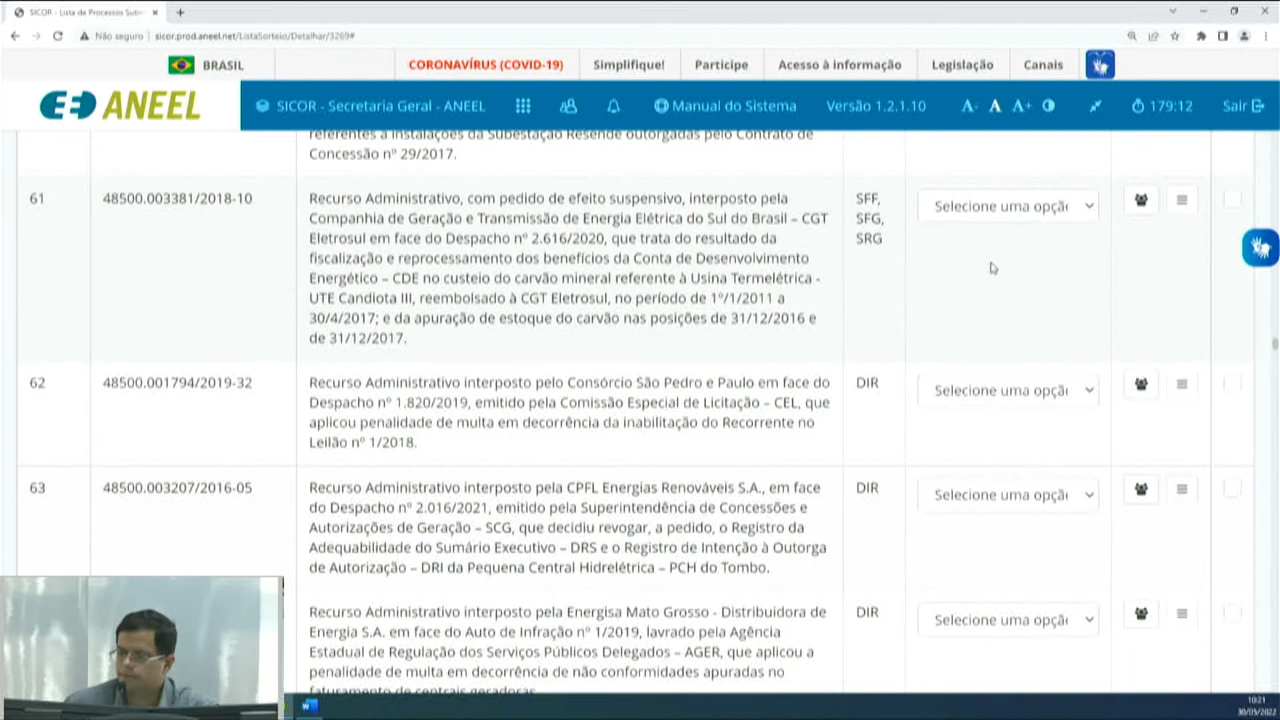 SICOR - Lista de Processos Sub
Não seguro | sicor.prod.aneel.net/ListaSorteio/Detalhar/3269#
BRASIL CORONAVÍRUS (COVID-19) Simplifique! Participe Acesso à informação Legislação Canais
ANEEL SICOR - Secretaria Geral - ANEEL Manual do Sistema Versão 1.2.1.10 A- A A+ 179:12 Sair
referentes a instalações da Subestação Resende outorgadas pelo Contrato de
Concessão nº 29/2017.
61 48500.003381/2018-10
Recurso Administrativo, com pedido de efeito suspensivo, interposto pela
Companhia de Geração e Transmissão de Energia Elétrica do Sul do Brasil – CGT
Eletrosul em face do Despacho nº 2.616/2020, que trata do resultado da
fiscalização e reprocessamento dos benefícios da Conta de Desenvolvimento
Energético – CDE no custeio do carvão mineral referente à Usina Termelétrica -
UTE Candiota III, reembolsado à CGT Eletrosul, no período de 1º/1/2011 a
30/4/2017; e da apuração de estoque do carvão nas posições de 31/12/2016 e
de 31/12/2017.
SFF,
SFG,
SRG
Selecione uma opçã
62 48500.001794/2019-32
Recurso Administrativo interposto pelo Consórcio São Pedro e Paulo em face do
Despacho nº 1.820/2019, emitido pela Comissão Especial de Licitação – CEL, que
aplicou penalidade de multa em decorrência da inabilitação do Recorrente no
Leilão nº 1/2018.
DIR
Selecione uma opçã
63 48500.003207/2016-05
Recurso Administrativo interposto pela CPFL Energias Renováveis S.A., em face
do Despacho nº 2.016/2021, emitido pela Superintendência de Concessões e
Autorizações de Geração – SCG, que decidiu revogar, a pedido, o Registro da
Adequabilidade do Sumário Executivo – DRS e o Registro de Intenção à Outorga
de Autorização – DRI da Pequena Central Hidrelétrica – PCH do Tombo.
DIR
Selecione uma opçã
Recurso Administrativo interposto pela Energisa Mato Grosso - Distribuidora de
Energia S.A. em face do Auto de Infração nº 1/2019, lavrado pela Agência
Estadual de Regulação dos Serviços Públicos Delegados – AGER, que aplicou a
penalidade de multa em decorrência de não conformidades apuradas no
faturamento de centrais geradoras.
DIR
Selecione uma opçã
10:21
30/05/2022